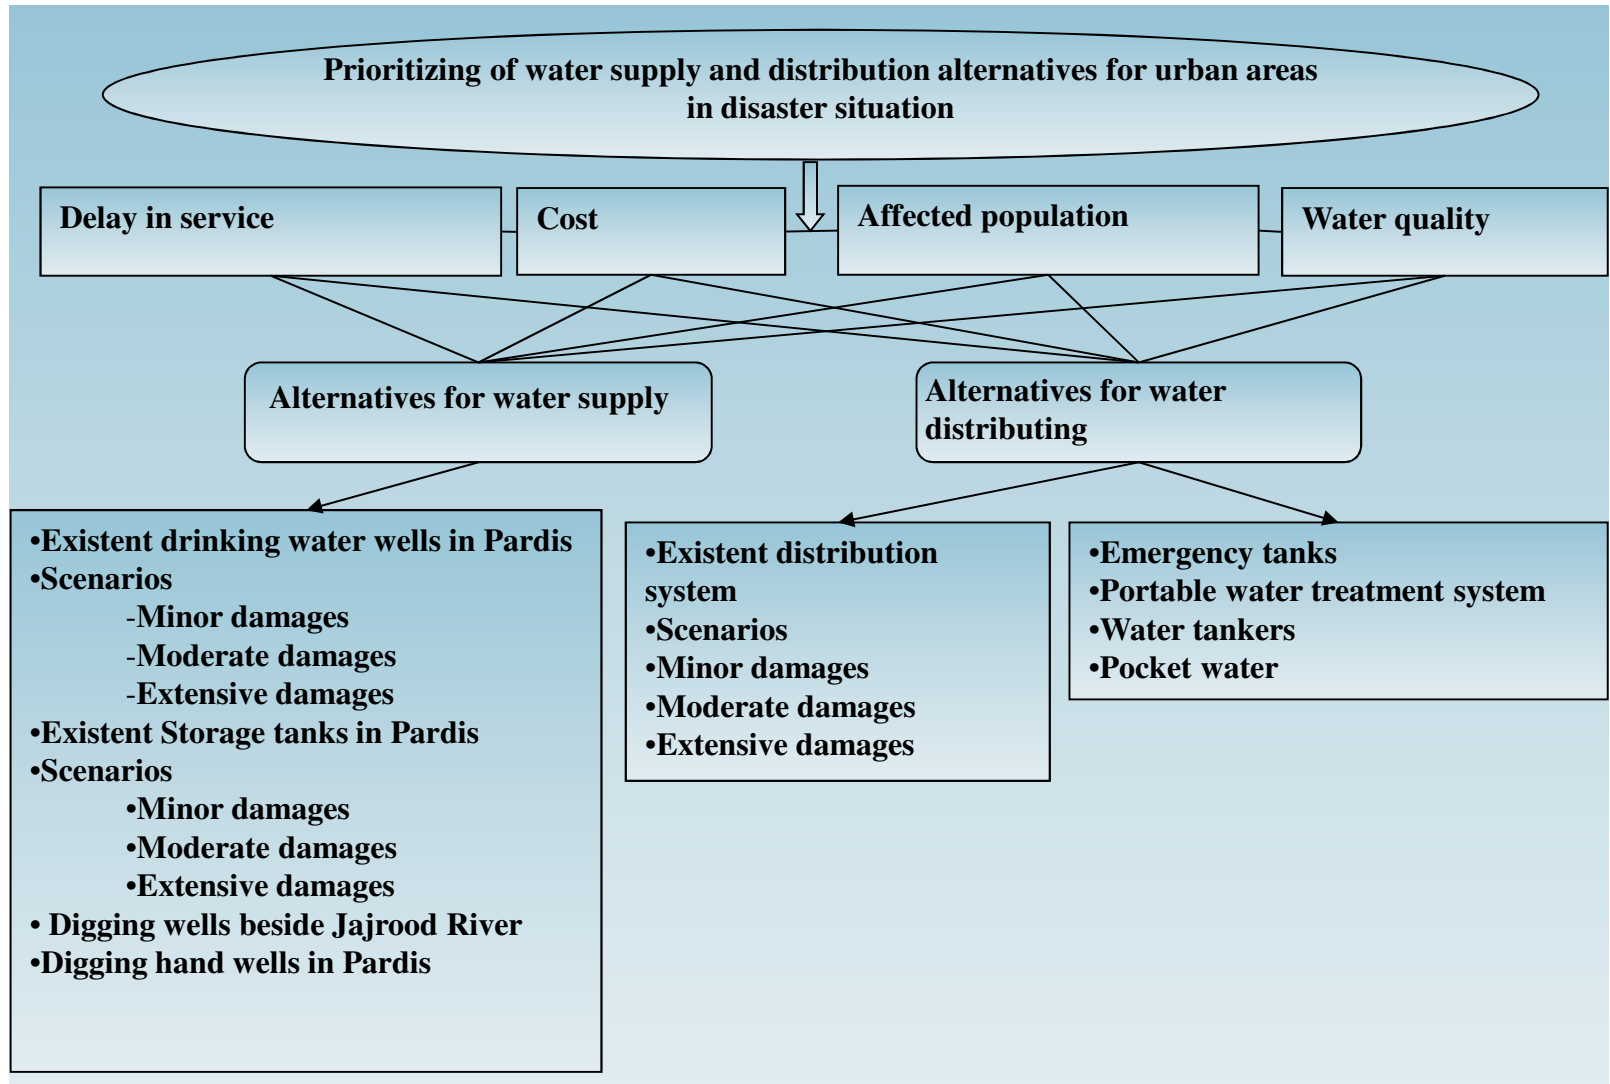 Prioritizing of water supply and distribution alternatives for urban areas
in disaster situation
Delay in service
Cost
Affected population
Water quality
Alternatives for water supply
Alternatives for water
distributing
•Existent drinking water wells in Pardis
•Scenarios
-Minor damages
-Moderate damages
-Extensive damages
•Existent Storage tanks in Pardis
•Scenarios
•Minor damages
•Moderate damages
•Extensive damages
• Digging wells beside Jajrood River
•Digging hand wells in Pardis
•Existent distribution
system
•Scenarios
•Minor damages
•Moderate damages
•Extensive damages
•Emergency tanks
•Portable water treatment system
•Water tankers
•Pocket water